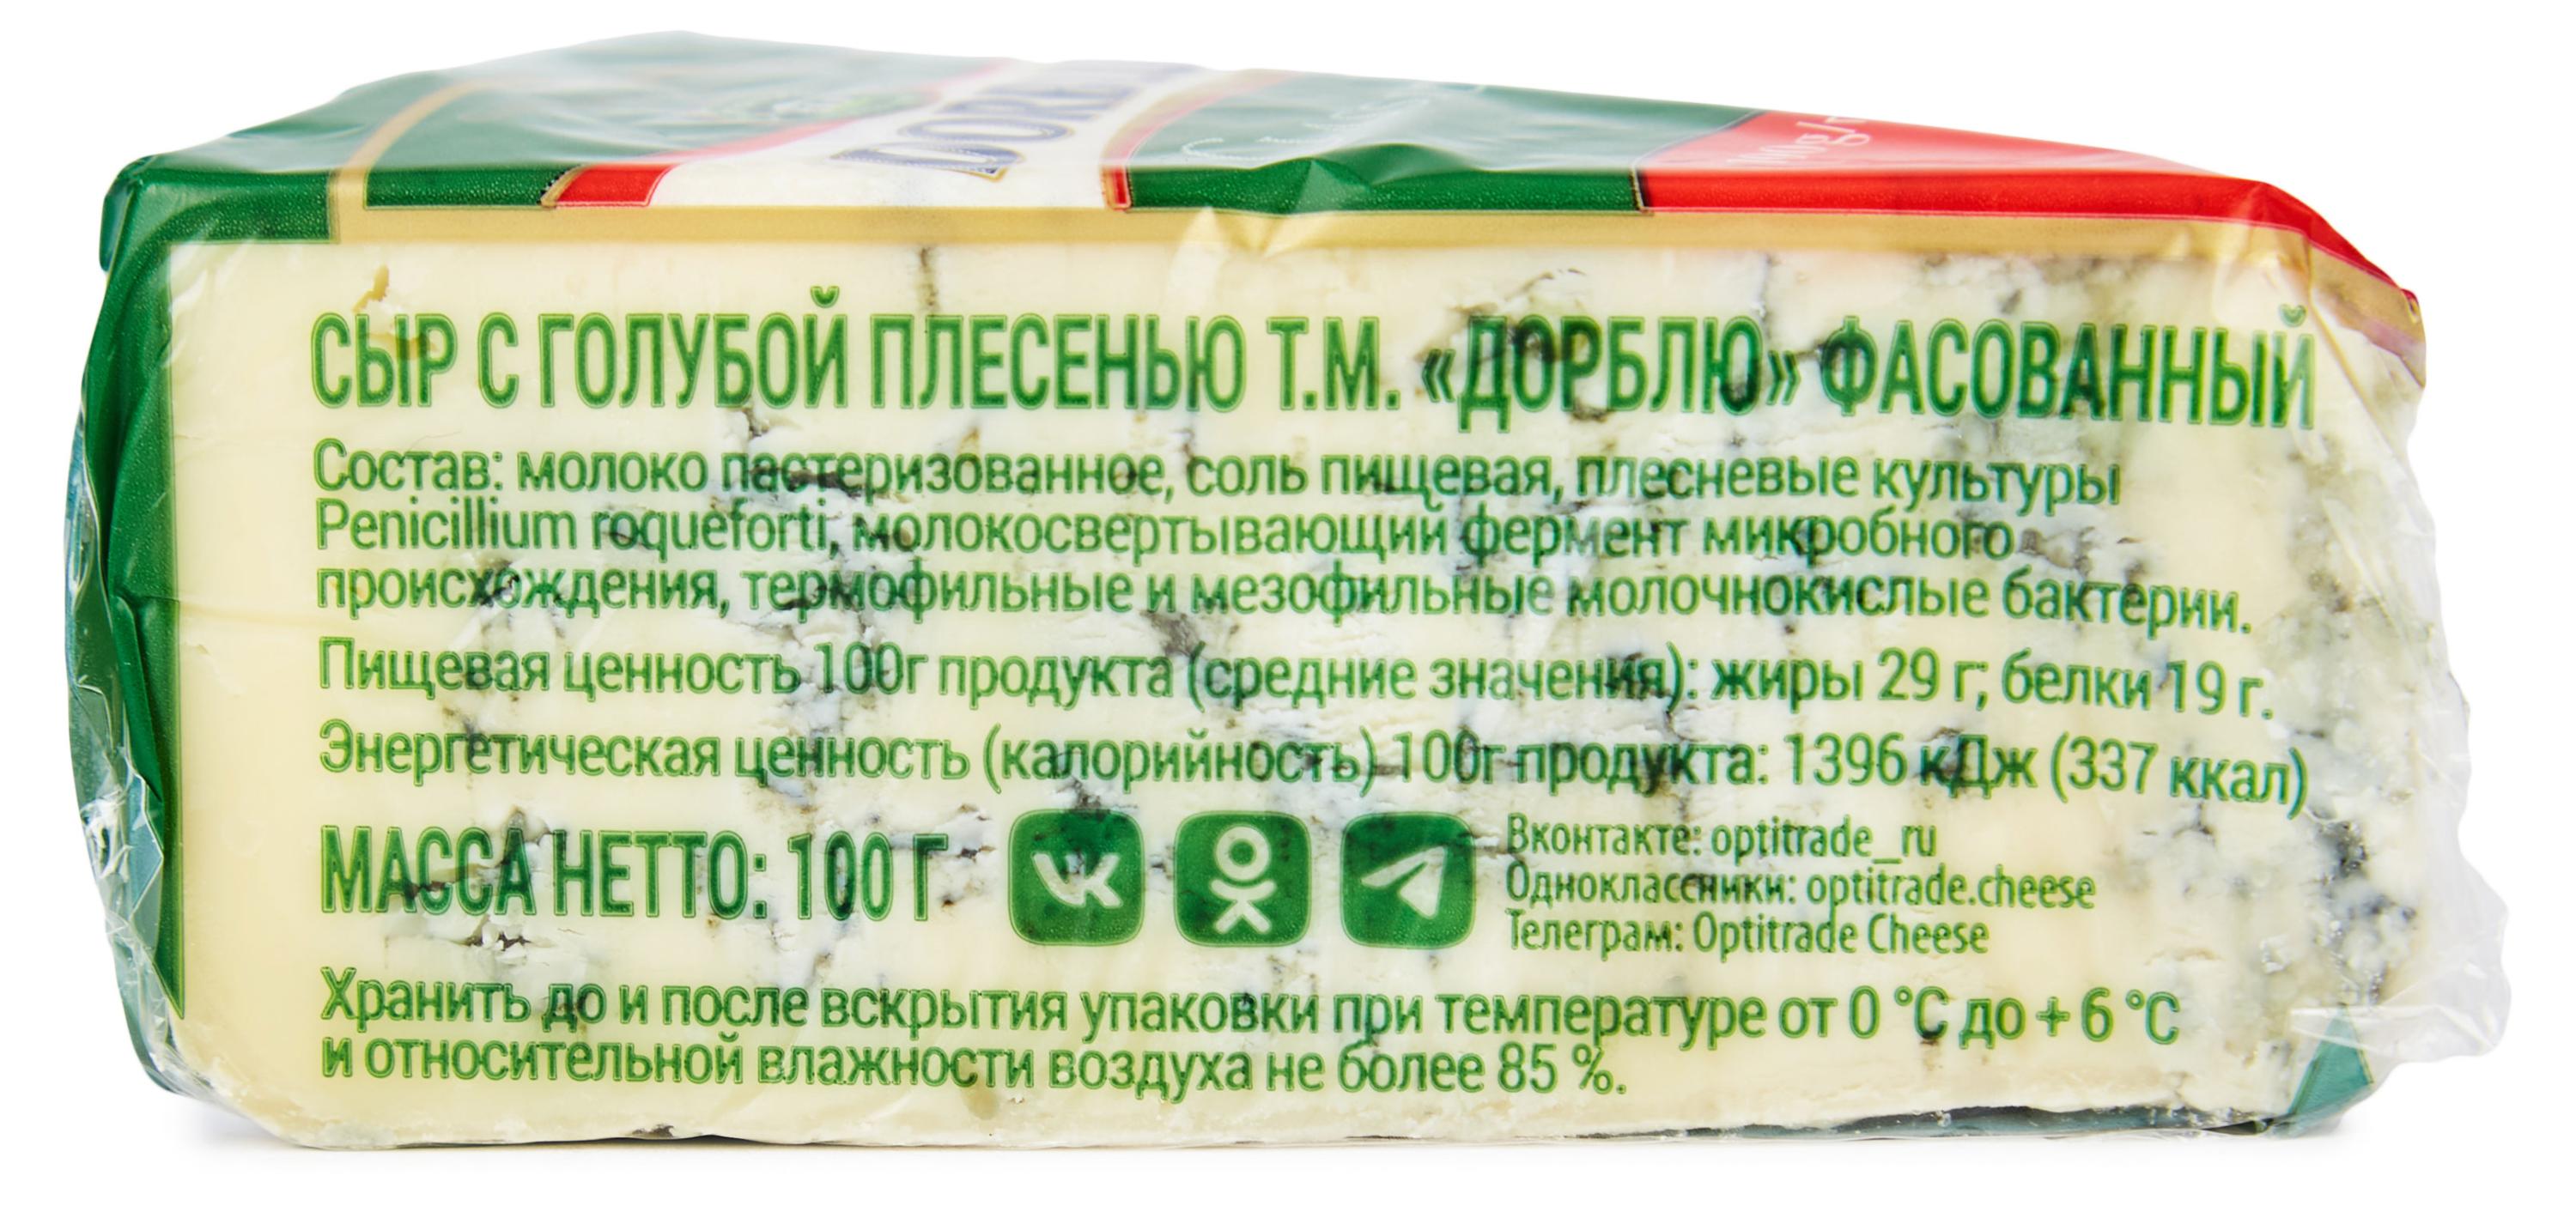 СЫР С ГОЛУБОЙ ПЛЕСЕНЬЮ Т.М. «ДОРБЛЮ» ФАСОВАННЫЙ
Состав: молоко пастеризованное, соль пищевая, плесневые культуры
Penicillium roqueforti, молокосвертывающий фермент микробного
происхождения, термофильные и мезофильные молочнокислые бактерии.
Пищевая ценность 100г продукта (средние значения): жиры 29 г; белки 19 г.
Энергетическая ценность (калорийность) 100г продукта: 1396 кДж (337 ккал)
МАССА НЕТТО: 100 Г
Вконтакте: optitrade_ru
Одноклассники: optitrade.cheese
Телеграм: Optitrade Cheese
Хранить до и после вскрытия упаковки при температуре от 0 °C до + 6 °C
и относительной влажности воздуха не более 85 %.